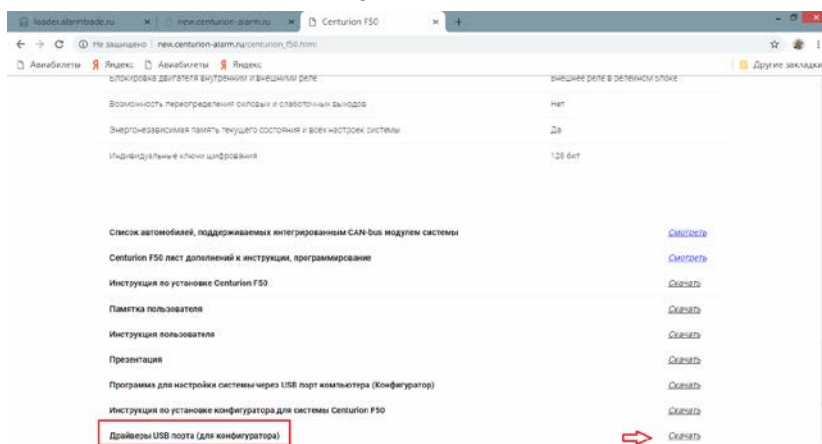 loader.alarmtrade.ru
new.centurion-alarm.ru
Centurion F50
Не защищено | new.centurion-alarm.ru/centurion_f50.html
Авиабилеты Яндекс Авиабилеты Яндекс Другие закладки
Блокировка двигателя внутренним и внешними реле внешнее реле в релейном блоке
Возможность переопределения силовых и слаботочных выходов Нет
Энергонезависимая память текущего состояния и всех настроек системы Да
Индивидуальные ключи шифрования 128 бит
Список автомобилей, поддерживаемых интегрированным CAN-bus модулем системы Смотреть
Centurion F50 лист дополнений к инструкции, программирование Смотреть
Инструкция по установке Centurion F50 Скачать
Памятка пользователя Скачать
Инструкция пользователя Скачать
Презентация Скачать
Программа для настройки системы через USB порт компьютера (Конфигуратор) Скачать
Инструкция по установке конфигуратора для системы Centurion F50 Скачать
Драйверы USB порта (для конфигуратора) Скачать